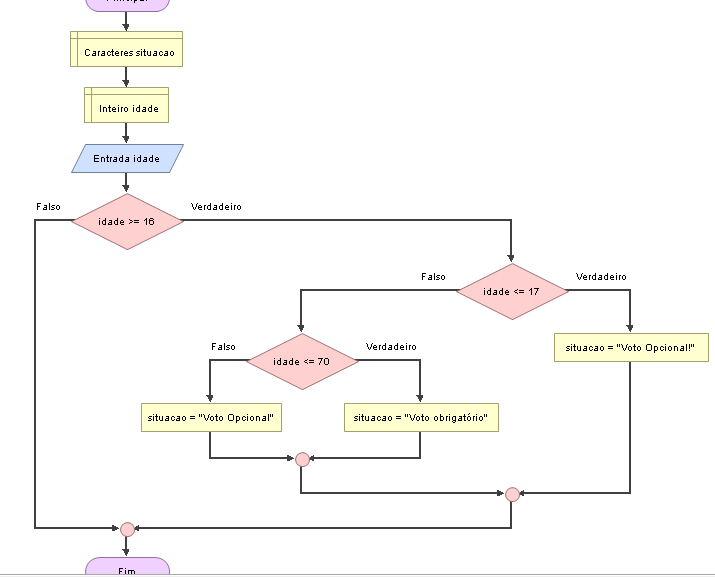 Principal
Caracteres situacao
Inteiro idade
Entrada idade
Falso
Verdadeiro
idade >= 16
Falso
Verdadeiro
idade <= 17
Falso
Verdadeiro
situacao = "Voto Opcional!"
idade <= 70
situacao = "Voto Opcional"
situacao = "Voto obrigatório"
Fim